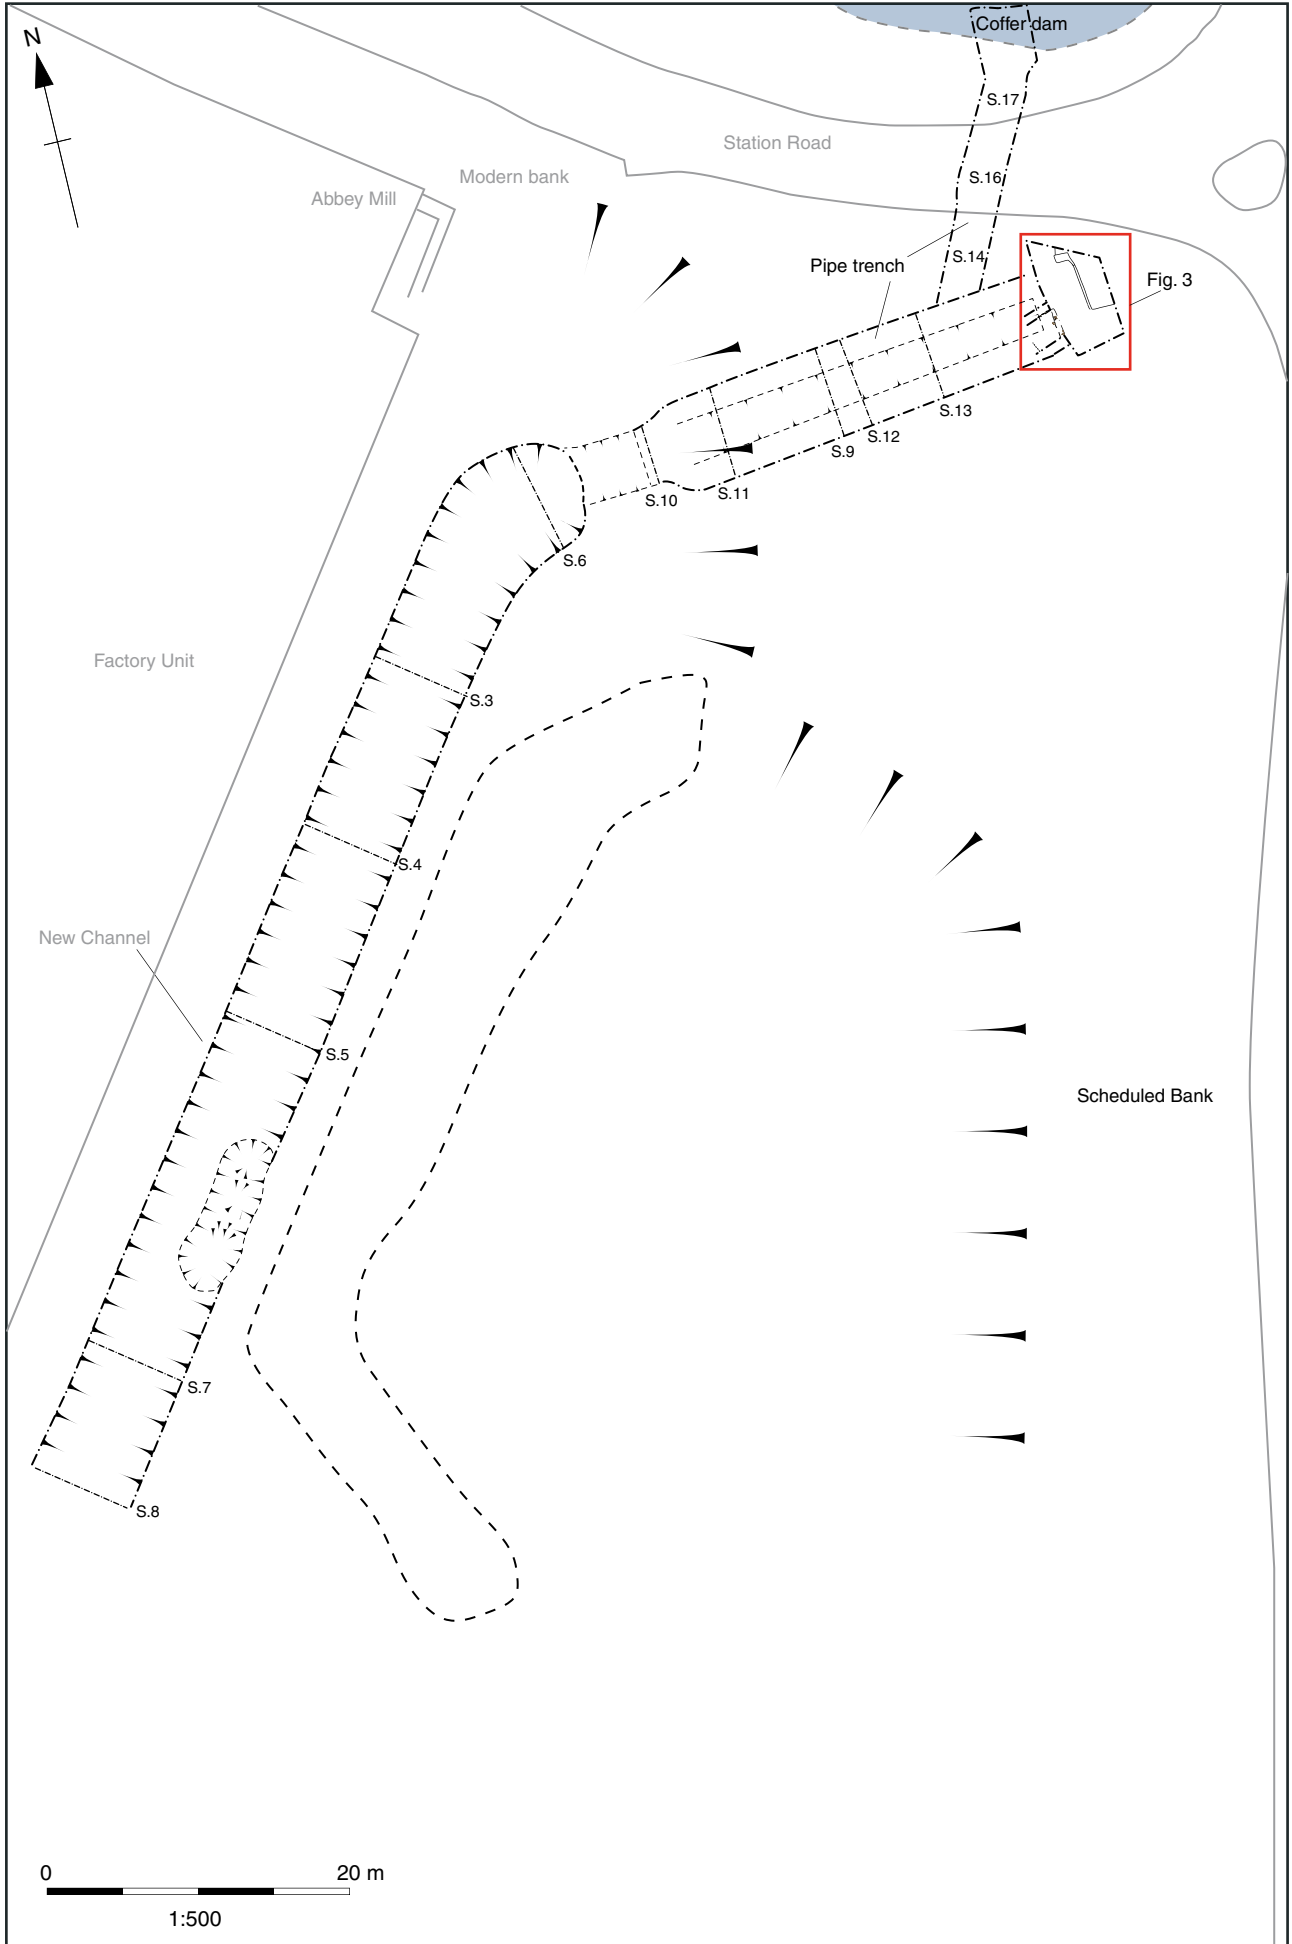 N
Coffer dam
S.17
Station Road
Modern bank
S.16
Abbey Mill
Pipe trench
S.14
Fig. 3
S.13
S.12
S.9
S.11
S.10
S.6
Factory Unit
S.3
S.4
New Channel
S.5
Scheduled Bank
S.7
S.8
0 20 m
1:500